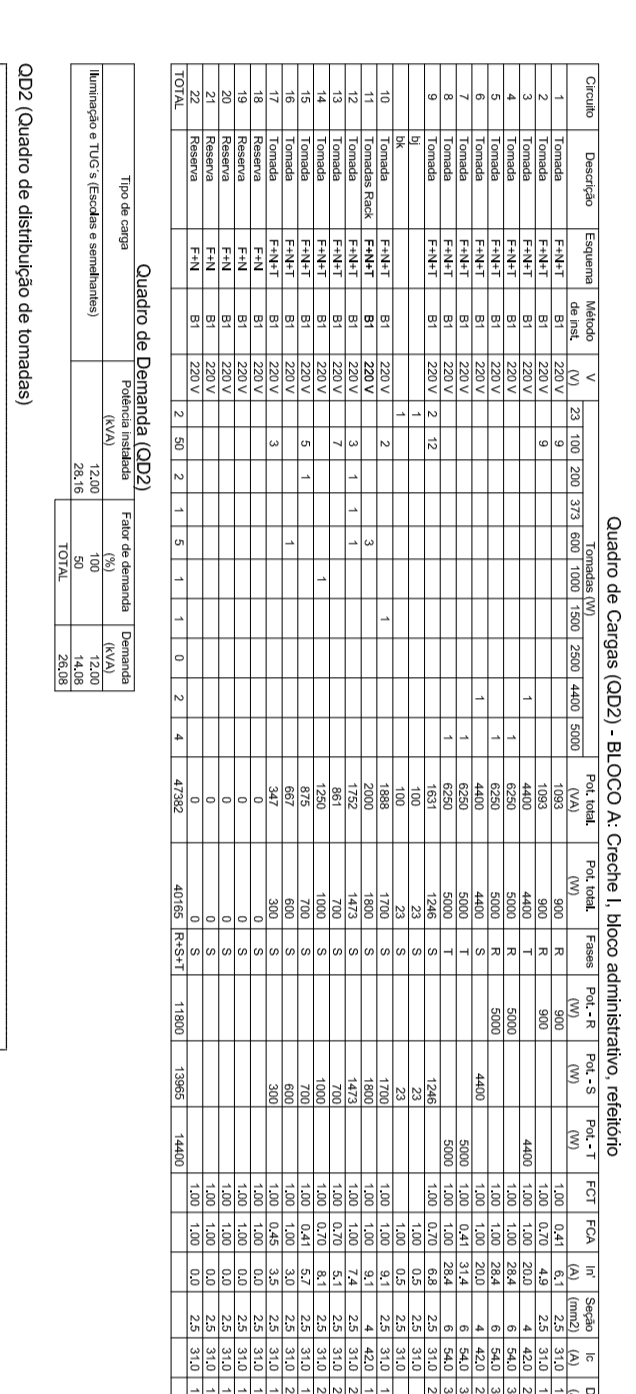 Quadro de Cargas (QD2) - BLOCO A: Creche I, bloco administrativo, refeitório
Circuito Descrição Esquema Método de inst. V (V) Tomadas (W) Pot. total. (VA) Pot. total. (W) Fases Pot. - R (W) Pot. - S (W) Pot. - T (W) FCT FCA In' (A) Seção (mm2) Ic (A)
23 100 200 373 600 1000 1500 2500 4400 5000
1 Tomada F+N+T B1 220 V 9 1093 900 R 900 1.00 0.41 6.1 2.5 31.0
2 Tomada F+N+T B1 220 V 9 1093 900 R 900 1.00 0.70 4.9 2.5 31.0
3 Tomada F+N+T B1 220 V 1 4400 4400 T 4400 1.00 1.00 20.0 4 42.0
4 Tomada F+N+T B1 220 V 1 6250 5000 R 5000 1.00 1.00 28.4 6 54.0
5 Tomada F+N+T B1 220 V 1 6250 5000 R 5000 1.00 1.00 28.4 6 54.0
6 Tomada F+N+T B1 220 V 1 4400 4400 S 4400 1.00 1.00 20.0 4 42.0
7 Tomada F+N+T B1 220 V 1 6250 5000 T 5000 1.00 0.41 31.4 6 54.0
8 Tomada F+N+T B1 220 V 1 6250 5000 T 5000 1.00 1.00 28.4 6 54.0
9 Tomada F+N+T B1 220 V 2 12 1631 1246 S 1246 1.00 0.70 6.8 2.5 31.0
bj 1 100 23 S 23 1.00 0.5 2.5 31.0
bk 1 100 23 S 23 1.00 0.5 2.5 31.0
10 Tomada F+N+T B1 220 V 2 1 1888 1700 S 1700 1.00 1.00 9.1 2.5 31.0
11 Tomadas Rack F+N+T B1 220 V 3 2000 1800 S 1800 1.00 1.00 9.1 4 42.0
12 Tomada F+N+T B1 220 V 3 1 1 1 1752 1473 S 1473 1.00 1.00 7.4 2.5 31.0
13 Tomada F+N+T B1 220 V 7 861 700 S 700 1.00 0.70 5.1 2.5 31.0
14 Tomada F+N+T B1 220 V 1 1250 1000 S 1000 1.00 0.70 8.1 2.5 31.0
15 Tomada F+N+T B1 220 V 5 1 875 700 S 700 1.00 0.41 5.7 2.5 31.0
16 Tomada F+N+T B1 220 V 1 667 600 S 600 1.00 1.00 3.0 2.5 31.0
17 Tomada F+N+T B1 220 V 3 347 300 S 300 1.00 0.45 3.5 2.5 31.0
18 Reserva F+N B1 220 V 0 0 S 1.00 1.00 0.0 2.5 31.0
19 Reserva F+N B1 220 V 0 0 S 1.00 1.00 0.0 2.5 31.0
20 Reserva F+N B1 220 V 0 0 S 1.00 1.00 0.0 2.5 31.0
21 Reserva F+N B1 220 V 0 0 S 1.00 1.00 0.0 2.5 31.0
22 Reserva F+N B1 220 V 0 0 S 1.00 1.00 0.0 2.5 31.0
TOTAL 2 50 2 1 5 1 1 0 2 4 47382 40165 R+S+T 11800 13965 14400
Quadro de Demanda (QD2)
Tipo de carga Potência instalada (kVA) Fator de demanda (%) Demanda (kVA)
Iluminação e TUG´s (Escolas e semelhantes) 12.00 100 12.00
28.16 50 14.08
TOTAL 26.08
QD2 (Quadro de distribuição de tomadas)